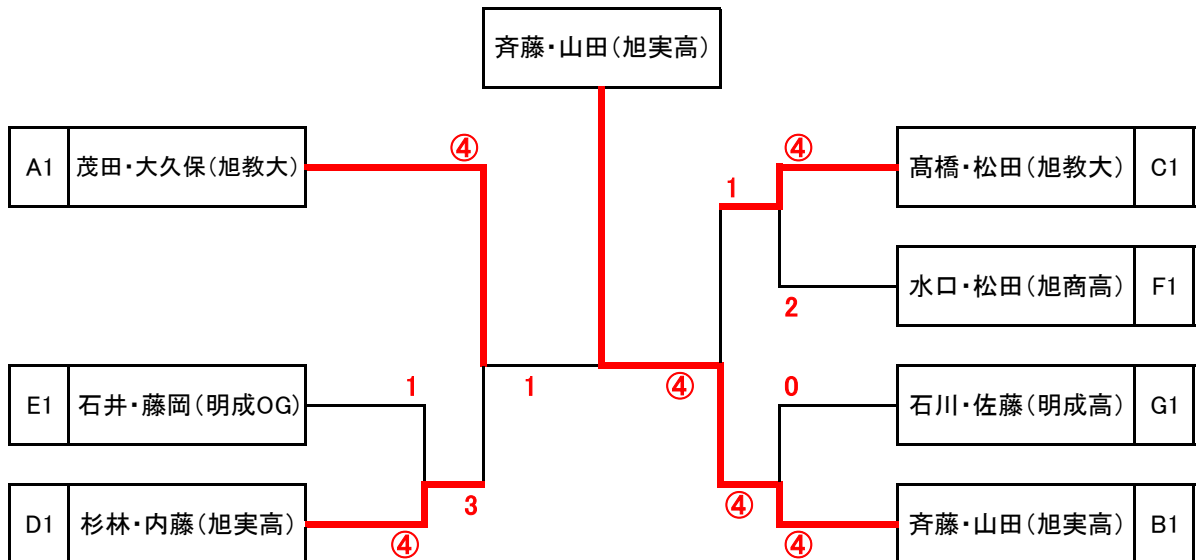 斉藤・山田(旭実高)
A1 茂田・大久保(旭教大)
④
④
髙橋・松田(旭教大) C1
1
水口・松田(旭商高) F1
2
E1 石井・藤岡(明成OG)
1
1
④
0
石川・佐藤(明成高) G1
D1 杉林・内藤(旭実高)
④
3
④
④
斉藤・山田(旭実高) B1